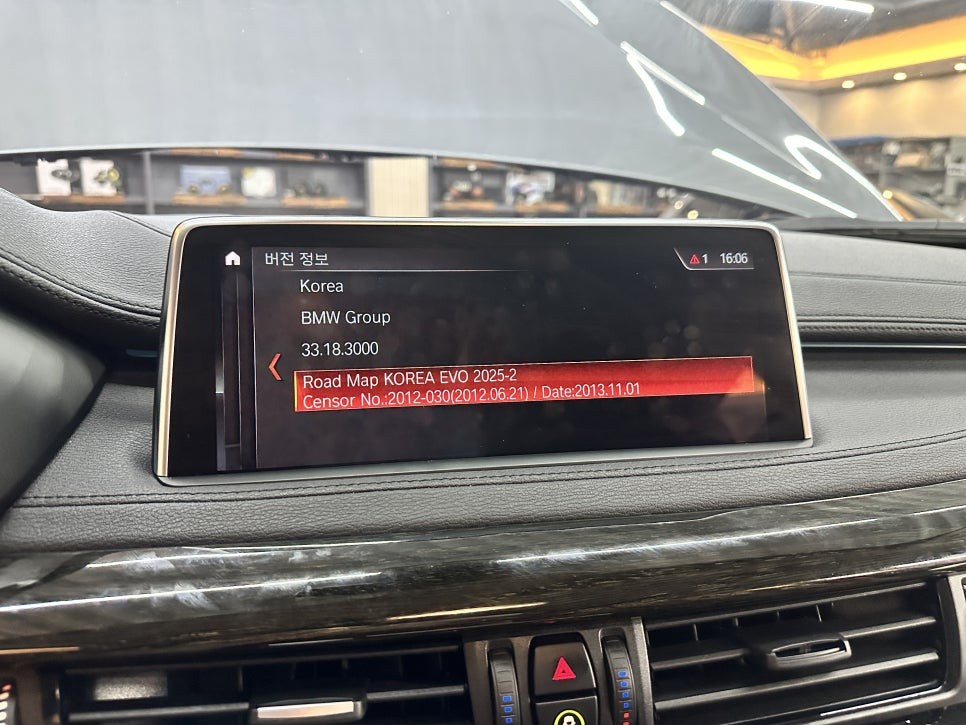 버전 정보
1 16:06
Korea
BMW Group
33.18.3000
Road Map KOREA EVO 2025-2
Censor No.:2012-030(2012.06.21) / Date:2013.11.01